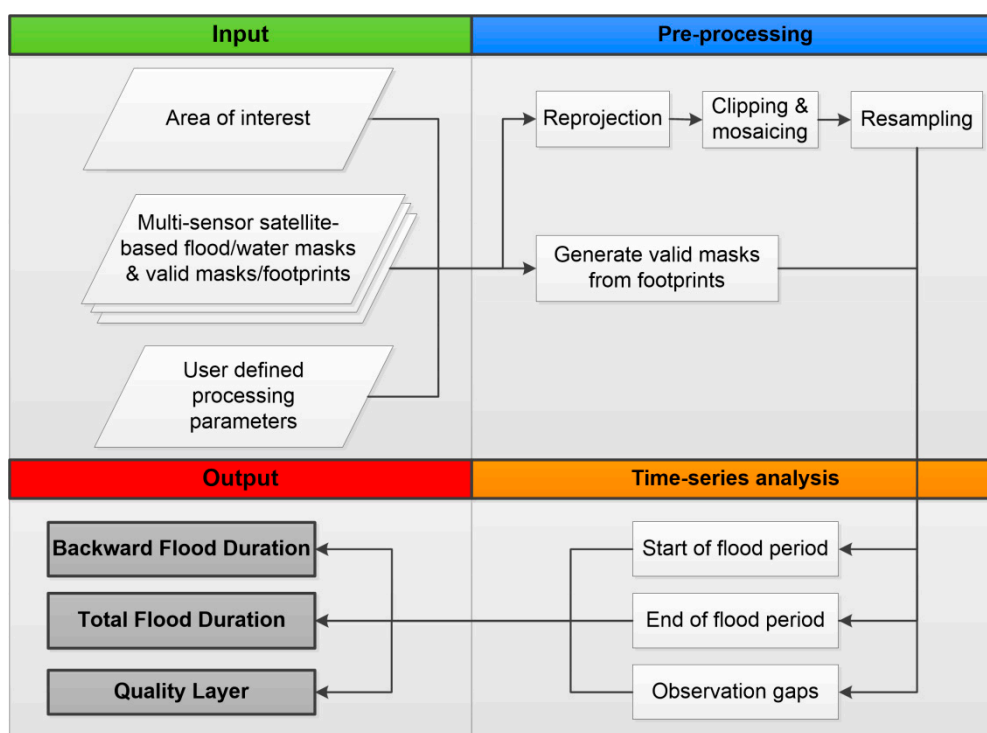 Input
Pre-processing
Area of interest
Multi-sensor satellite-
based flood/water masks
& valid masks/footprints
User defined
processing
parameters
Reprojection
Clipping &
mosaicing
Resampling
Generate valid masks
from footprints
Output
Time-series analysis
Backward Flood Duration
Total Flood Duration
Quality Layer
Start of flood period
End of flood period
Observation gaps